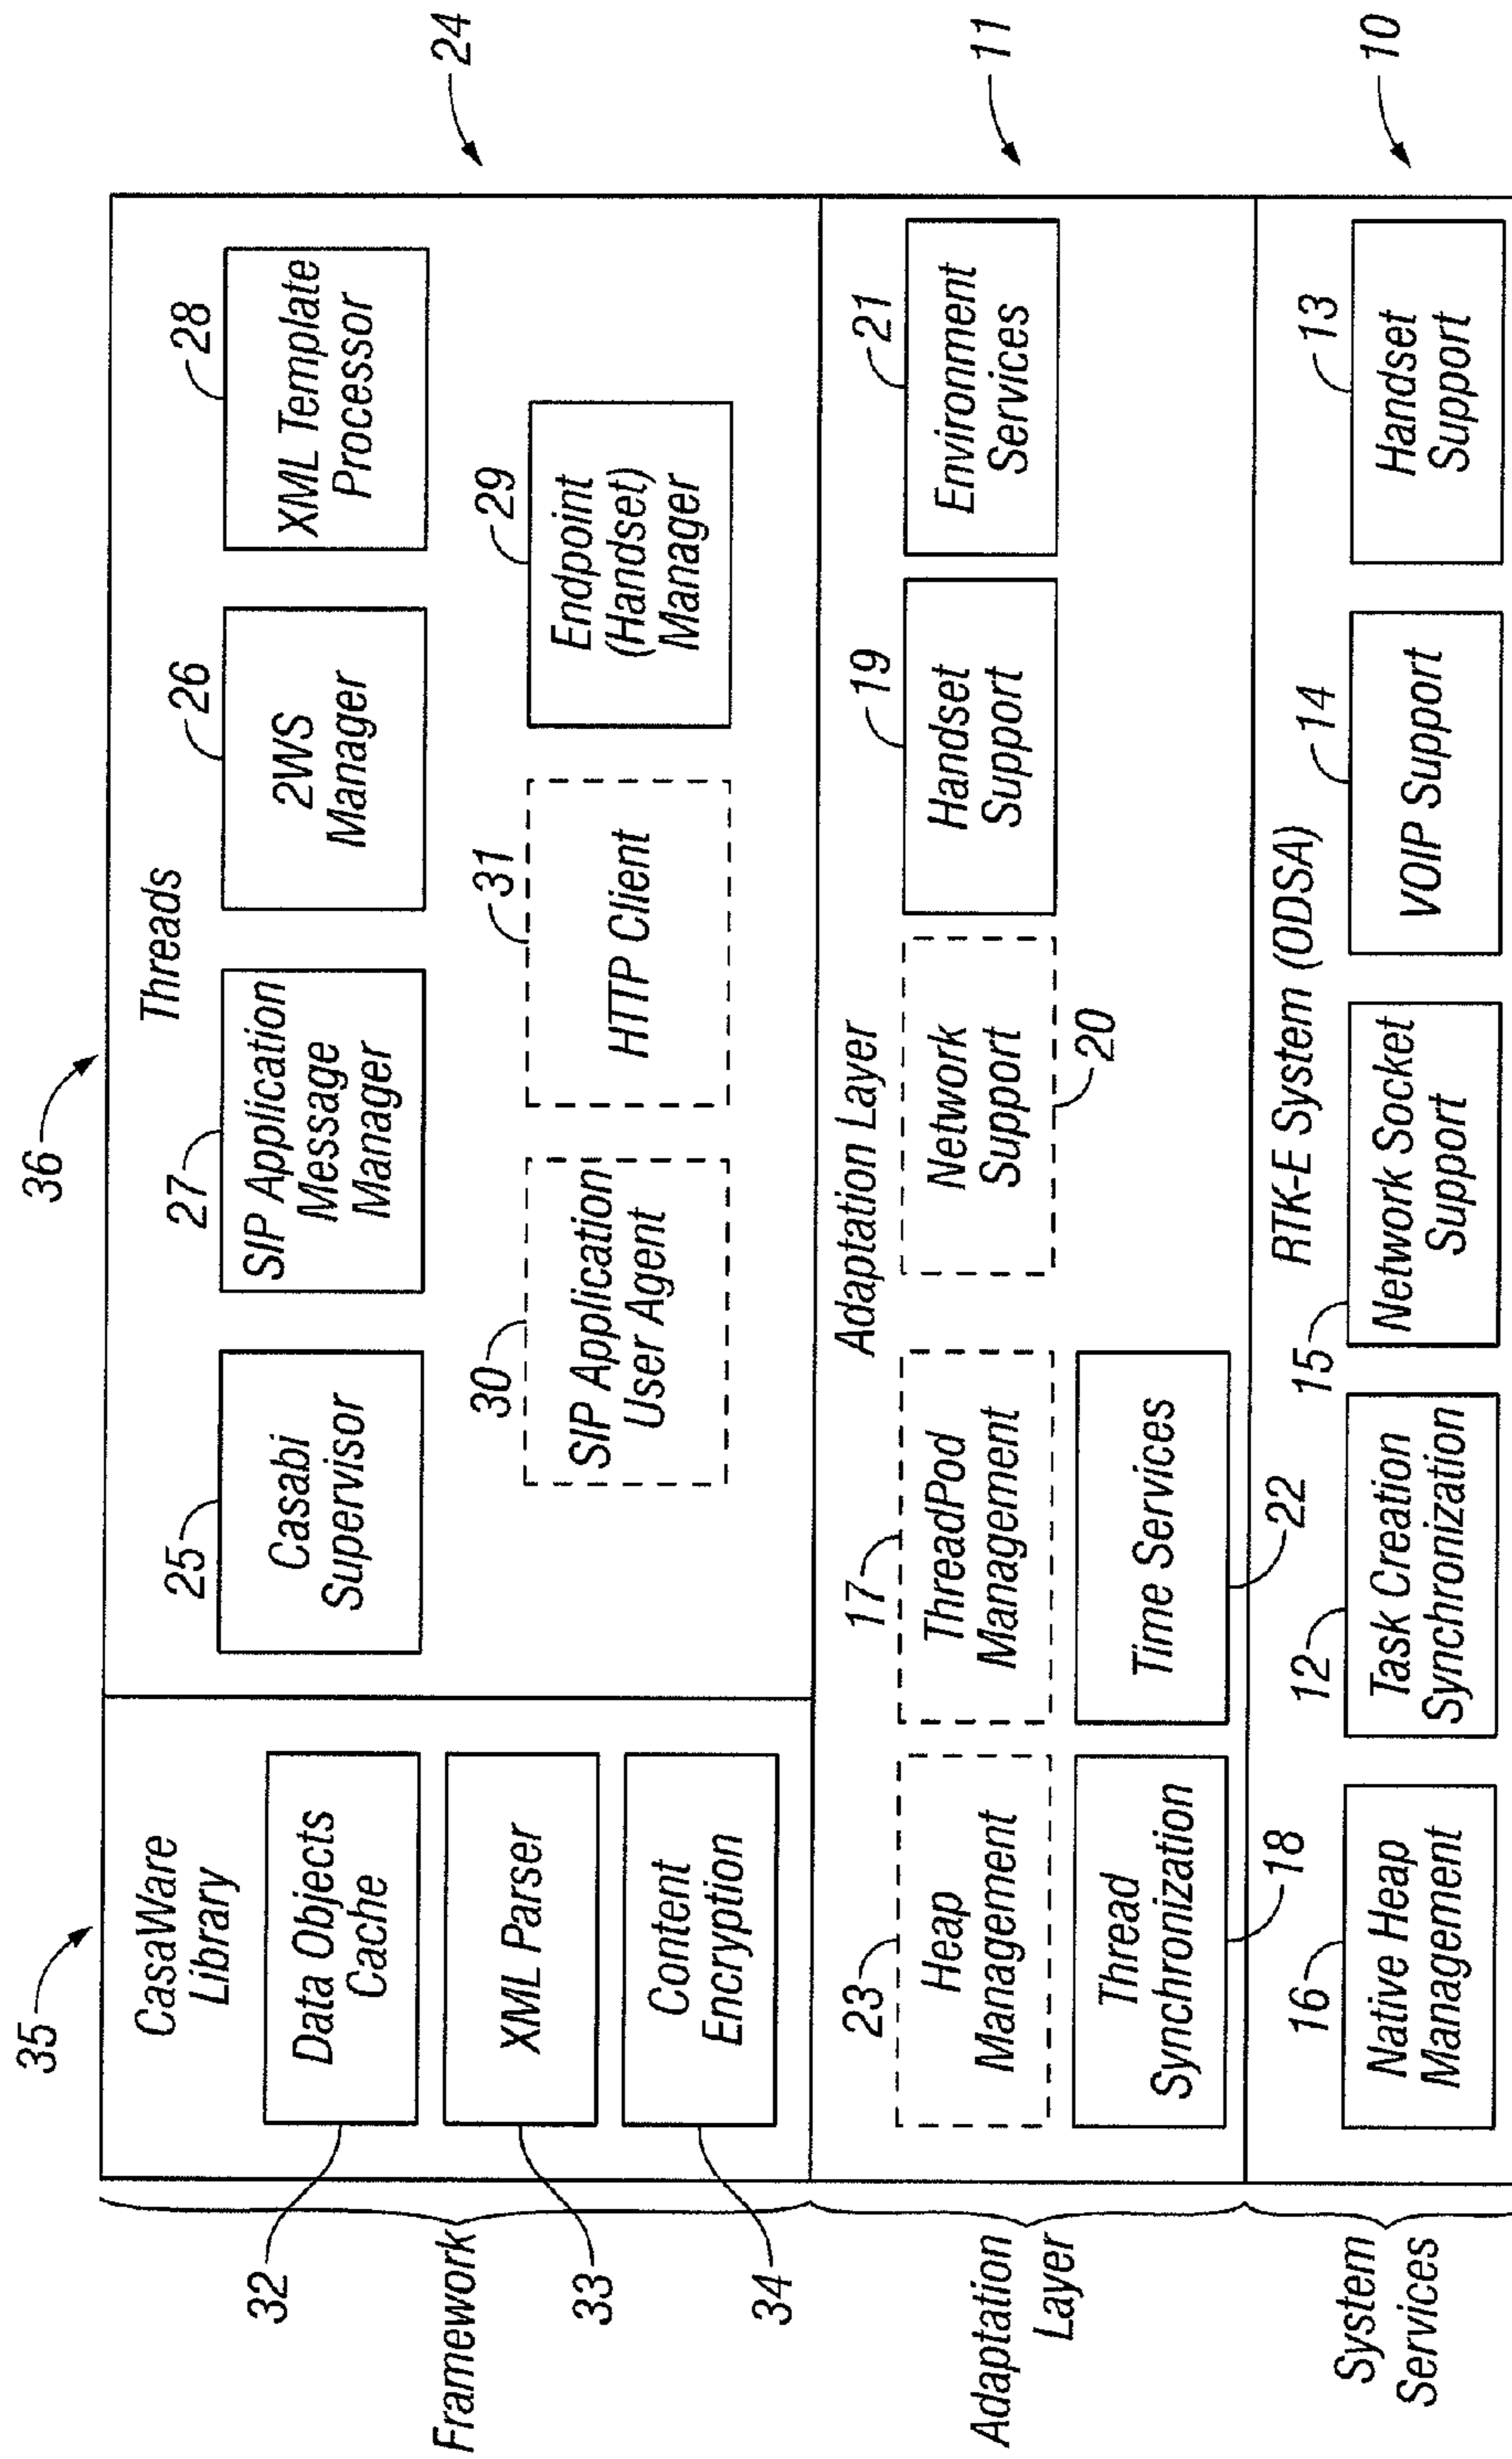 35
36
24
CasaWare
Library
Threads
32
Data Objects
Cache
33
XML Parser
34
Content
Encryption
25
Casabi
Supervisor
27
SIP Application
Message
Manager
26
2WS
Manager
28
XML Template
Processor
30
SIP Application
User Agent
31
HTTP Client
29
Endpoint
(Handset)
Manager
Framework
Adaptation Layer
11
23
Heap
Management
17
ThreadPod
Management
Network
Support
20
19
Handset
Support
21
Environment
Services
Thread
Synchronization
18
Time Services
22
Adaptation
Layer
RTK-E System (ODSA)
10
16
Native Heap
Management
12
Task Creation
Synchronization
15
Network Socket
Support
14
VOIP Support
13
Handset
Support
System
Services